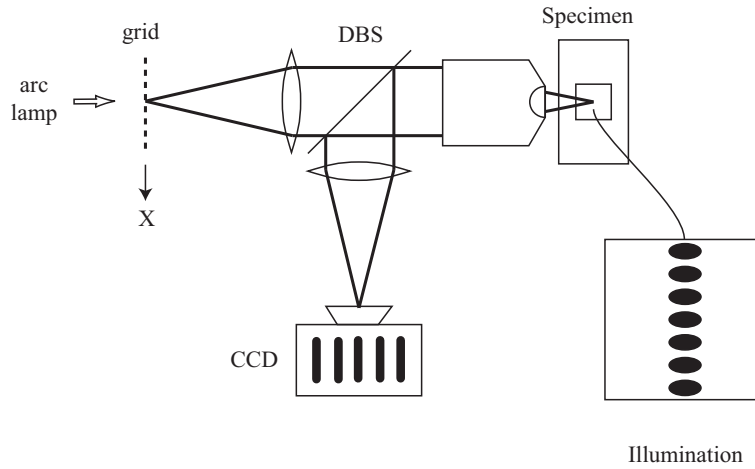 Specimen
grid
DBS
arc
lamp
X
CCD
Illumination